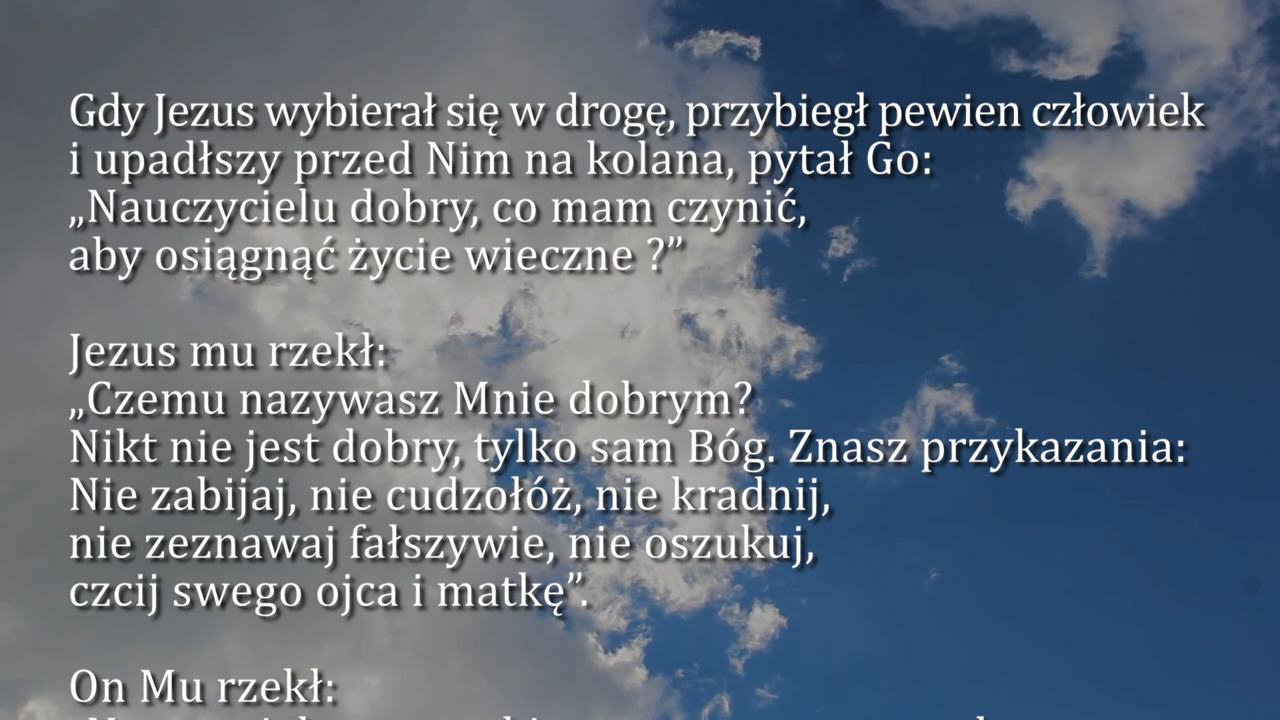 Gdy Jezus wybierał się w drogę, przybiegł pewien człowiek
i upadłszy przed Nim na kolana, pytał Go:
„Nauczycielu dobry, co mam czynić,
aby osiągnąć życie wieczne ?”
Jezus mu rzekł:
„Czemu nazywasz Mnie dobrym?
Nikt nie jest dobry, tylko sam Bóg. Znasz przykazania:
Nie zabijaj, nie cudzołóż, nie kradnij,
nie zeznawaj fałszywie, nie oszukuj,
czcij swego ojca i matkę”.
On Mu rzekł: